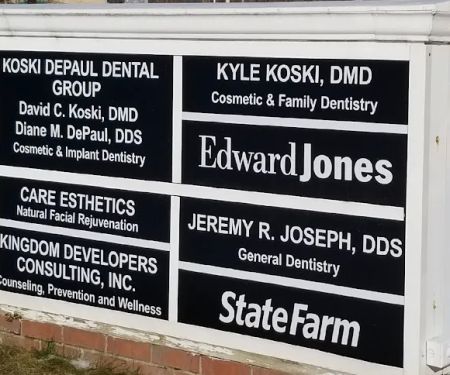 KOSKI DEPAUL DENTAL
GROUP
David C. Koski, DMD
Diane M. DePaul, DDS
Cosmetic & Implant Dentistry
CARE ESTHETICS
Natural Facial Rejuvenation
KINGDOM DEVELOPERS
CONSULTING, INC.
Counseling, Prevention and Wellness
KYLE KOSKI, DMD
Cosmetic & Family Dentistry
Edward Jones
JEREMY R. JOSEPH, DDS
General Dentistry
StateFarm